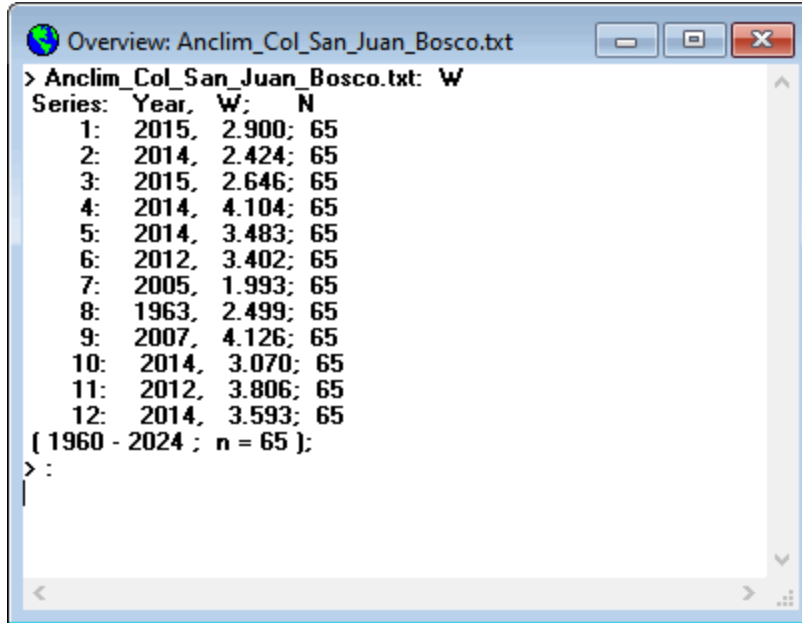 Overview: Anclim_Col_San_Juan_Bosco.txt
> Anclim_Col_San_Juan_Bosco.txt: W
Series: Year, W; N
1: 2015, 2.900; 65
2: 2014, 2.424; 65
3: 2015, 2.646; 65
4: 2014, 4.104; 65
5: 2014, 3.483; 65
6: 2012, 3.402; 65
7: 2005, 1.993; 65
8: 1963, 2.499; 65
9: 2007, 4.126; 65
10: 2014, 3.070; 65
11: 2012, 3.806; 65
12: 2014, 3.593; 65
( 1960 - 2024 ; n = 65 );
> :